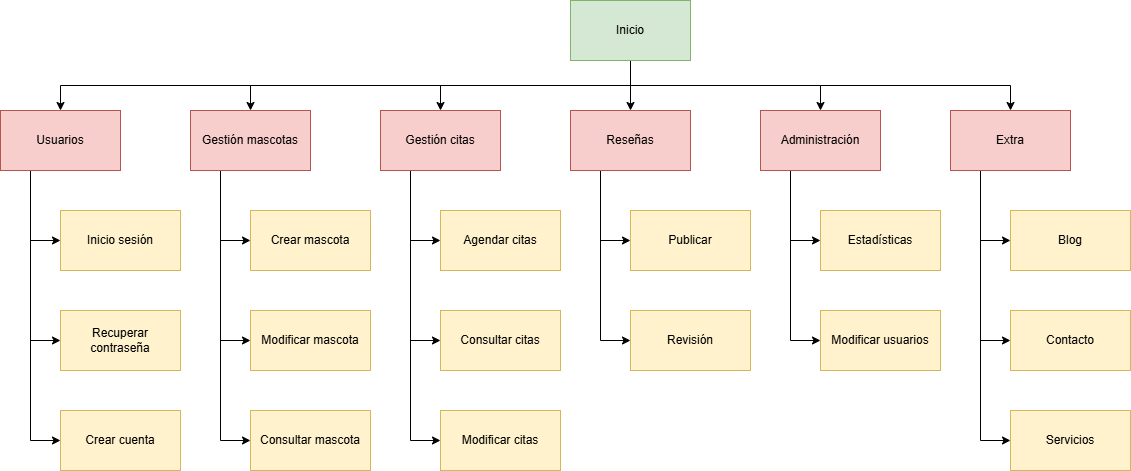 Inicio
Usuarios
Gestión mascotas
Gestión citas
Reseñas
Administración
Extra
Inicio sesión
Crear mascota
Agendar citas
Publicar
Estadísticas
Blog
Recuperar
contraseña
Modificar mascota
Consultar citas
Revisión
Modificar usuarios
Contacto
Crear cuenta
Consultar mascota
Modificar citas
Servicios